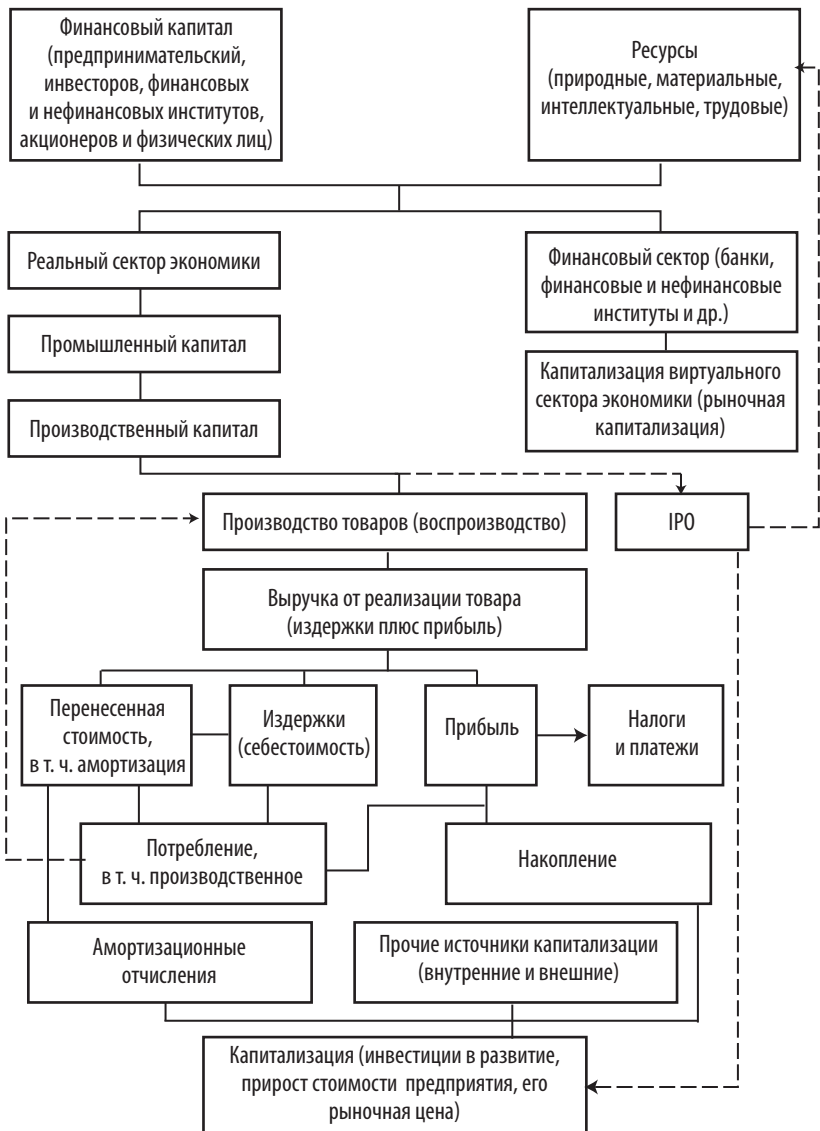 Финансовый капитал
(предпринимательский,
инвесторов, финансовых
и нефинансовых институтов,
акционеров и физических лиц)
Ресурсы
(природные, материальные,
интеллектуальные, трудовые)
Реальный сектор экономики
Финансовый сектор (банки,
финансовые и нефинансовые
институты и др.)
Промышленный капитал
Капитализация виртуального
сектора экономики (рыночная
капитализация)
Производственный капитал
Производство товаров (воспроизводство)
IPO
Выручка от реализации товара
(издержки плюс прибыль)
Перенесенная
стоимость,
в т. ч. амортизация
Издержки
(себестоимость)
Прибыль
Налоги
и платежи
Потребление,
в т. ч. производственное
Накопление
Амортизационные
отчисления
Прочие источники капитализации
(внутренние и внешние)
Капитализация (инвестиции в развитие,
прирост стоимости предприятия, его
рыночная цена)